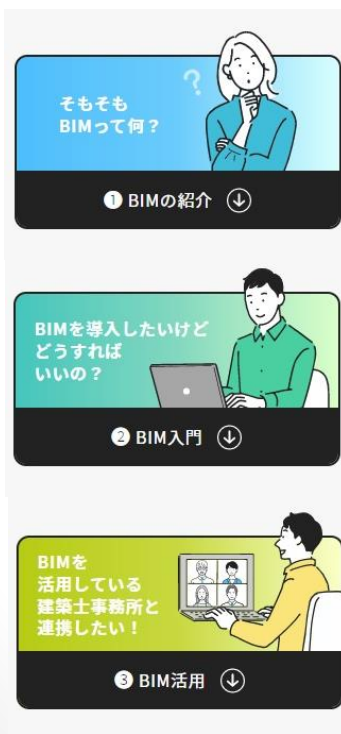 ?
そもそも
BIMって何？
❶ BIMの紹介
BIMを導入したいけど
どうすれば
いいの？
❷ BIM入門
BIMを
活用している
建築士事務所と
連携したい！
❸ BIM活用